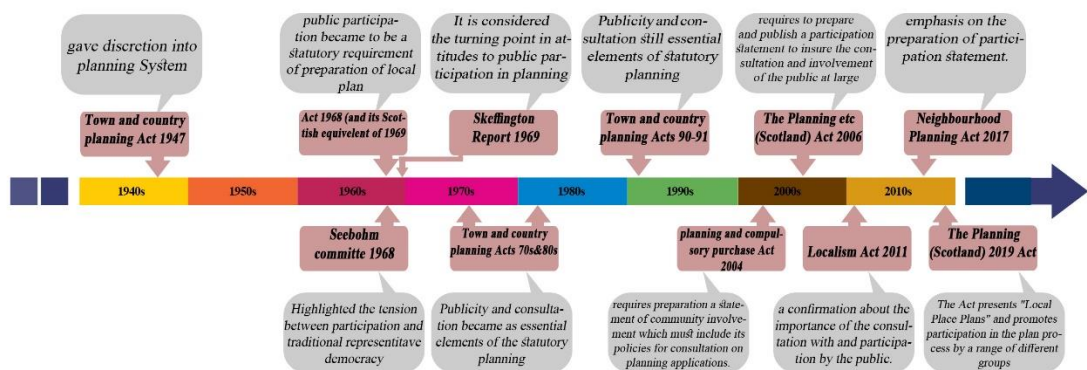 gave discretion into
planning System
Town and country
planning Act 1947
public participa-
tion became to be a
statutory requirement
of preparation of local
plan
Act 1968 (and its Scot-
tish equivelent of 1969
It is considered
the turning point in at-
titudes to public par-
ticipation in planning
Skeffington
Report 1969
Publicity and con-
sultation still essential
elements of statutory
planning
Town and country
planning Acts 90-91
requires to prepare
and publish a participation
statement to insure the con-
sultation and involvement
of the public at large
The Planning etc
(Scotland) Act 2006
emphasis on the
preparation of partici-
pation statement.
Neighbourhood
Planning Act 2017
1940s
1950s
1960s
1970s
1980s
1990s
2000s
2010s
Seebohm
committe 1968
Highlighted the tension
between participation and
traditional representitave
democracy
Town and country
planning Acts 70s&80s
Publicity and consulta-
tion became as essential
elements of the statutory
planning
planning and compul-
sory purchase Act
2004
requires preparation a state-
ment of community involve-
ment which must include its
policies for consultation on
planning applications.
Localism Act 2011
a confirmation about the
importance of the consul-
tation with and participa-
tion by the public.
The Planning
(Scotland) 2019 Act
The Act presents "Local
Place Plans" and promotes
participation in the plan pro-
cess by a range of different
groups